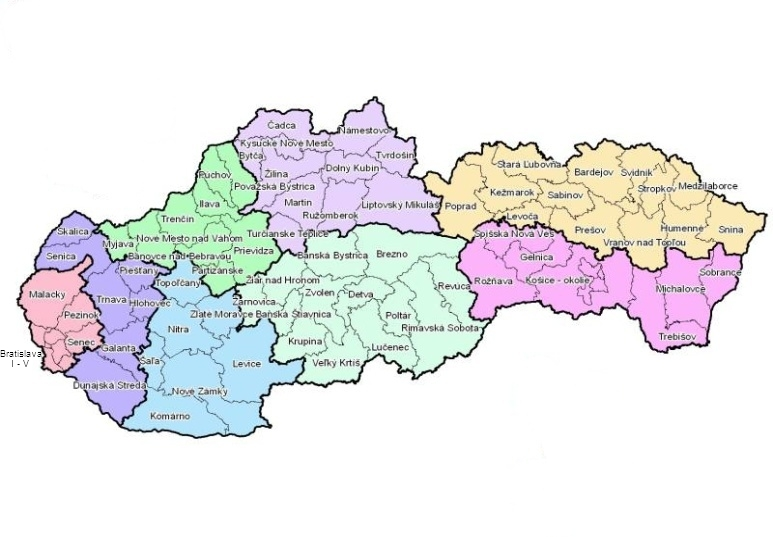 Čadca
Námestovo
Kysucké Nové Mesto
Bytča
Tvrdošín
Dolný Kubín
Žilina
Považská Bystrica
Martin
Liptovský Mikuláš
Ružomberok
Turčianske Teplice
Púchov
Ilava
Trenčín
Nové Mesto nad Váhom
Myjava
Prievidza
Bánovce nad Bebravou
Partizánske
Skalica
Senica
Piešťany
Trnava
Hlohovec
Galanta
Dunajská Streda
Malacky
Pezinok
Senec
Bratislava
I - V
Topoľčany
Nitra
Zlaté Moravce
Šaľa
Levice
Nové Zámky
Komárno
Banská Bystrica
Brezno
Žiar nad Hronom
Žarnovica
Zvolen
Detva
Revúca
Banská Štiavnica
Poltár
Rimavská Sobota
Krupina
Lučenec
Veľký Krtíš
Stará Ľubovňa
Bardejov
Svidník
Stropkov
Medzilaborce
Kežmarok
Sabinov
Poprad
Levoča
Prešov
Humenné
Snina
Vranov nad Topľou
Spišská Nová Ves
Gelnica
Rožňava
Košice - okolie
Michalovce
Sobrance
Trebišov